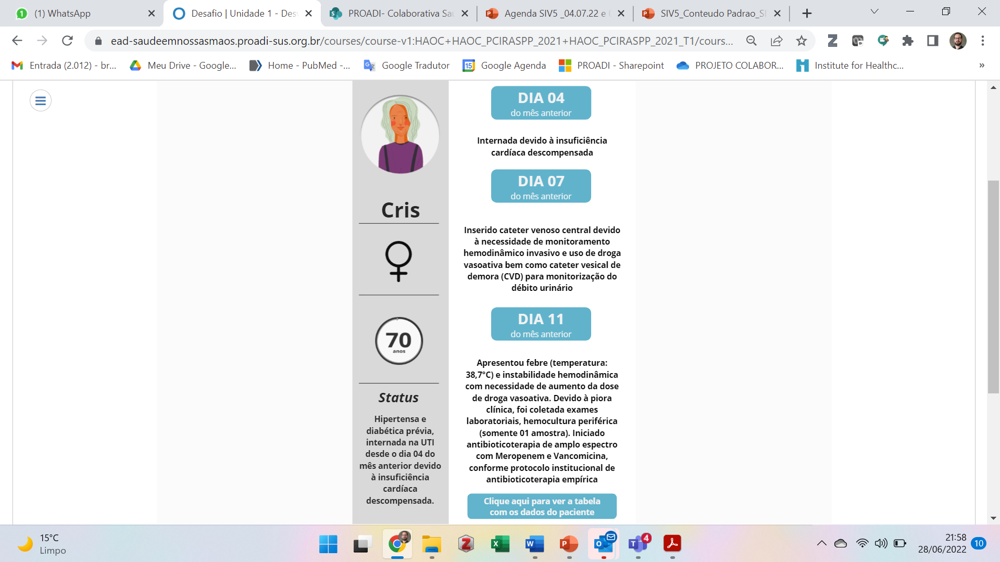 (1) WhatsApp
Desafio | Unidade 1 - Des
PROADI- Colaborativa Sa
Agenda SIV5 _04.07.22 e
SIV5_Conteudo Padrao_S
ead-saudeemnossasmaos.proadi-sus.org.br/courses/course-v1:HAOC+HAOC_PCIRASPP_2021+HAOC_PCIRASPP_2021_T1/cours...
Entrada (2.012) - br...
Meu Drive - Google...
Home - PubMed -...
Google Tradutor
15
Google Agenda
PROADI - Sharepoint
PROJETO COLABOR...
Institute for Healthc...
»
Cris
70
anos
Status
Hipertensa e
diabética prévia,
internada na UTI
desde o dia 04 do
mês anterior devido
à insuficiência
cardíaca
descompensada.
DIA 04
do mês anterior
Internada devido à insuficiência
cardíaca descompensada
DIA 07
do mês anterior
Inserido cateter venoso central devido
à necessidade de monitoramento
hemodinâmico invasivo e uso de droga
vasoativa bem como cateter vesical de
demora (CVD) para monitorização do
débito urinário
DIA 11
do mês anterior
Apresentou febre (temperatura:
38,7°C) e instabilidade hemodinâmica
com necessidade de aumento da dose
de droga vasoativa. Devido à piora
clínica, foi coletada exames
laboratoriais, hemocultura periférica
(somente 01 amostra). Iniciado
antibioticoterapia de amplo espectro
com Meropenem e Vancomicina,
conforme protocolo institucional de
antibioticoterapia empírica
Clique aqui para ver a tabela
com os dados do paciente
15°C
Limpo
4
21:58
28/06/2022
10